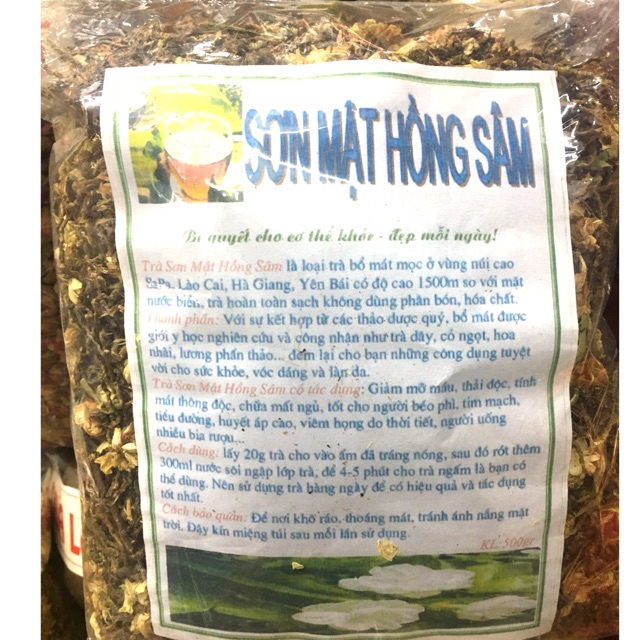 SƠN MẬT HỒNG SÂM
Bí quyết cho cơ thể khỏe - đẹp mỗi ngày!
Trà Sơn Mật Hồng Sâm là loại trà bổ mát mọc ở vùng núi cao
SaPa, Lào Cai, Hà Giang, Yên Bái có độ cao 1500m so với mặt
nước biển, trà hoàn toàn sạch không dùng phân bón, hóa chất.
Thành phần: Với sự kết hợp từ các thảo dược quý, bổ mát được
giới y học nghiên cứu và công nhận như trà dây, cỏ ngọt, hoa
nhài, lương phấn thảo... đem lại cho bạn những công dụng tuyệt
vời cho sức khỏe, vóc dáng và làn da.
Trà Sơn Mật Hồng Sâm có tác dụng: Giảm mỡ máu, thải độc, tính
mát thông độc, chữa mất ngủ, tốt cho người béo phì, tim mạch,
tiểu đường, huyết áp cao, viêm họng do thời tiết, người uống
nhiều bia rượu...
Cách dùng: lấy 20g trà cho vào ấm đã tráng nóng, sau đó rót thêm
300ml nước sôi ngập lớp trà, để 4-5 phút cho trà ngấm là bạn có
thể dùng. Nên sử dụng trà hàng ngày để có hiệu quả và tác dụng
tốt nhất.
Cách bảo quản: Để nơi khô ráo, thoáng mát, tránh ánh nắng mặt
trời. Đậy kín miệng túi sau mỗi lần sử dụng.
KL: 500gr